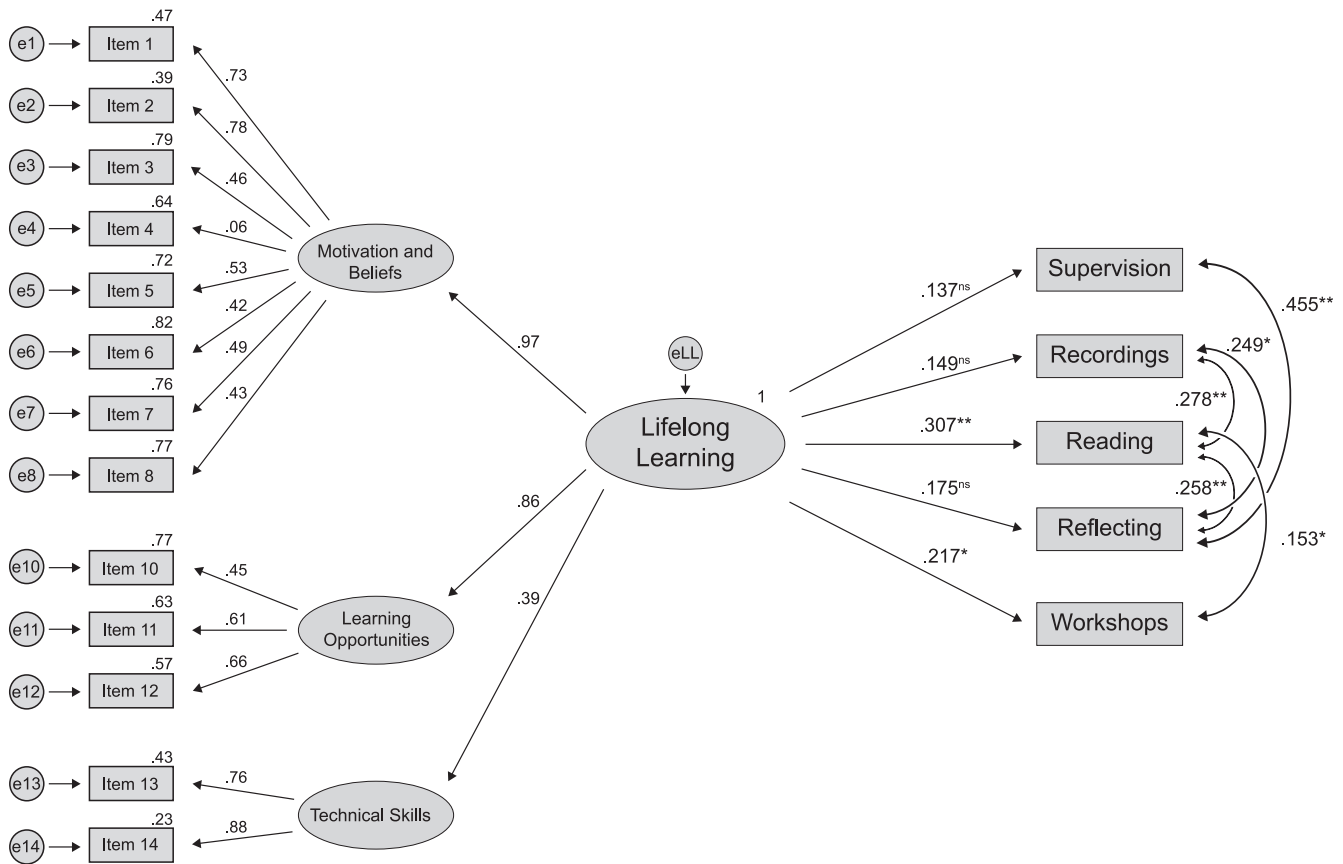 .47
e1
Item 1
.73
.39
e2
Item 2
.78
.79
e3
Item 3
.46
.64
e4
Item 4
.06
.72
e5
Item 5
.53
.82
e6
Item 6
.42
.76
e7
Item 7
.49
.77
e8
Item 8
.43
Motivation and
Beliefs
.97
.77
e10
Item 10
.45
.63
e11
Item 11
.61
.57
e12
Item 12
.66
Learning
Opportunities
.86
.43
e13
Item 13
.76
.23
e14
Item 14
.88
Technical Skills
.39
eLL
1
Lifelong
Learning
.137ns
Supervision
.149ns
Recordings
.307**
Reading
.175ns
Reflecting
.217*
Workshops
.455**
.249*
.278**
.258**
.153*